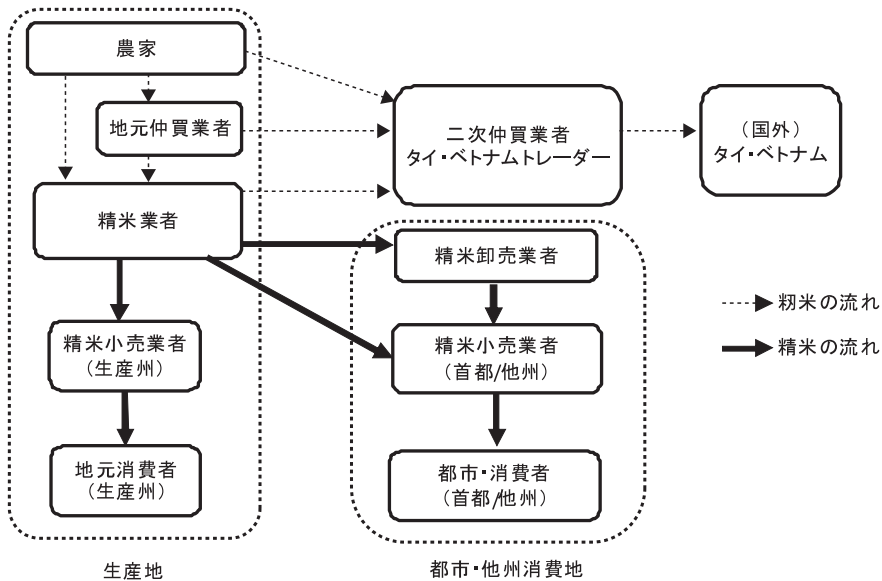 農家
地元仲買業者
精米業者
精米小売業者
(生産州)
地元消費者
(生産州)
生産地
二次仲買業者
タイ・ベトナムトレーダー
(国外)
タイ・ベトナム
精米卸売業者
精米小売業者
(首都/他州)
都市・消費者
(首都/他州)
都市・他州消費地
籾米の流れ
精米の流れ